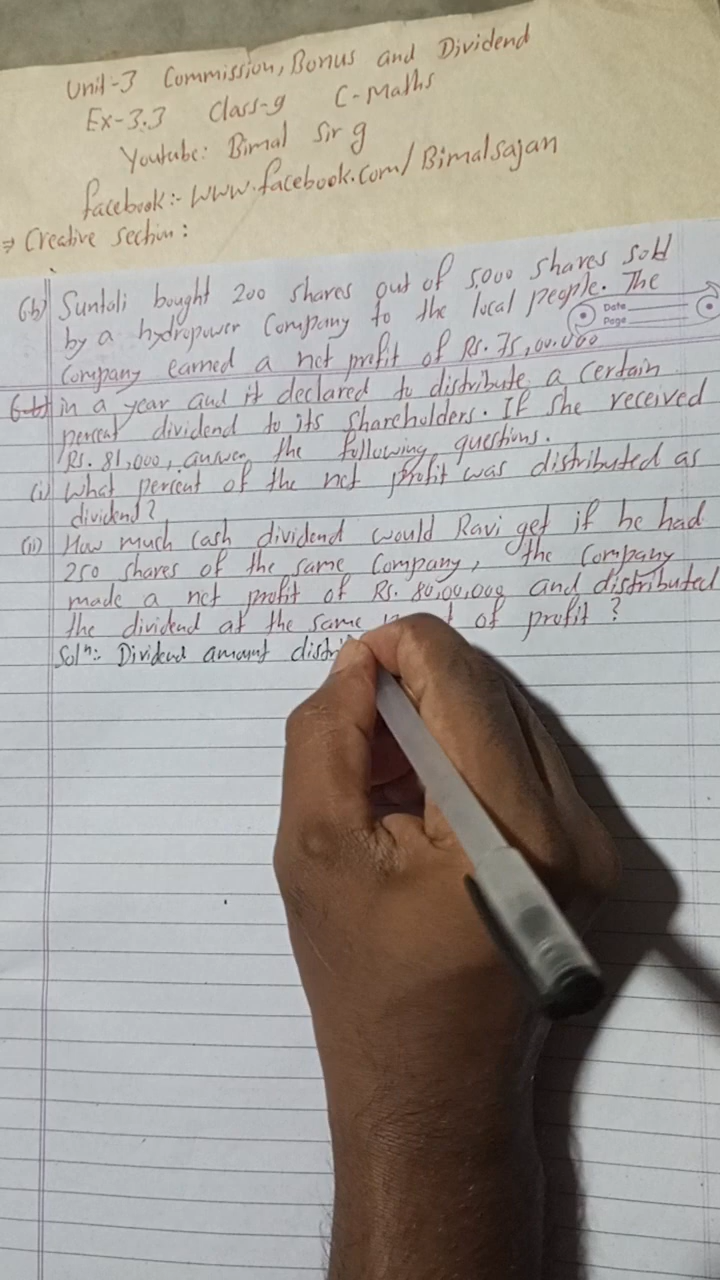 Unit-3 Commission, Bonus and Dividend
Ex-3.3 Class-9 C-Maths
Youtube: Bimal Sir g
facebook:- www.facebook.com/Bimalsajan
⇒ Creative section:
6b) Suntali bought 200 shares out of 5,000 shares sold
by a hydropower Company to the local people. The
Date
Page
Company earned a net profit of Rs. 75,00,000
in a year and it declared to distribute a certain
percent dividend to its shareholders. If she received
Rs. 81,000, answer the following questions.
(i) What percent of the net profit was distributed as
dividend?
(ii) How much cash dividend would Ravi get if he had
250 shares of the same Company, the Company
made a net profit of Rs. 80,00,000 and distributed
the dividend at the same of profit?
Solⁿ: Dividend amount